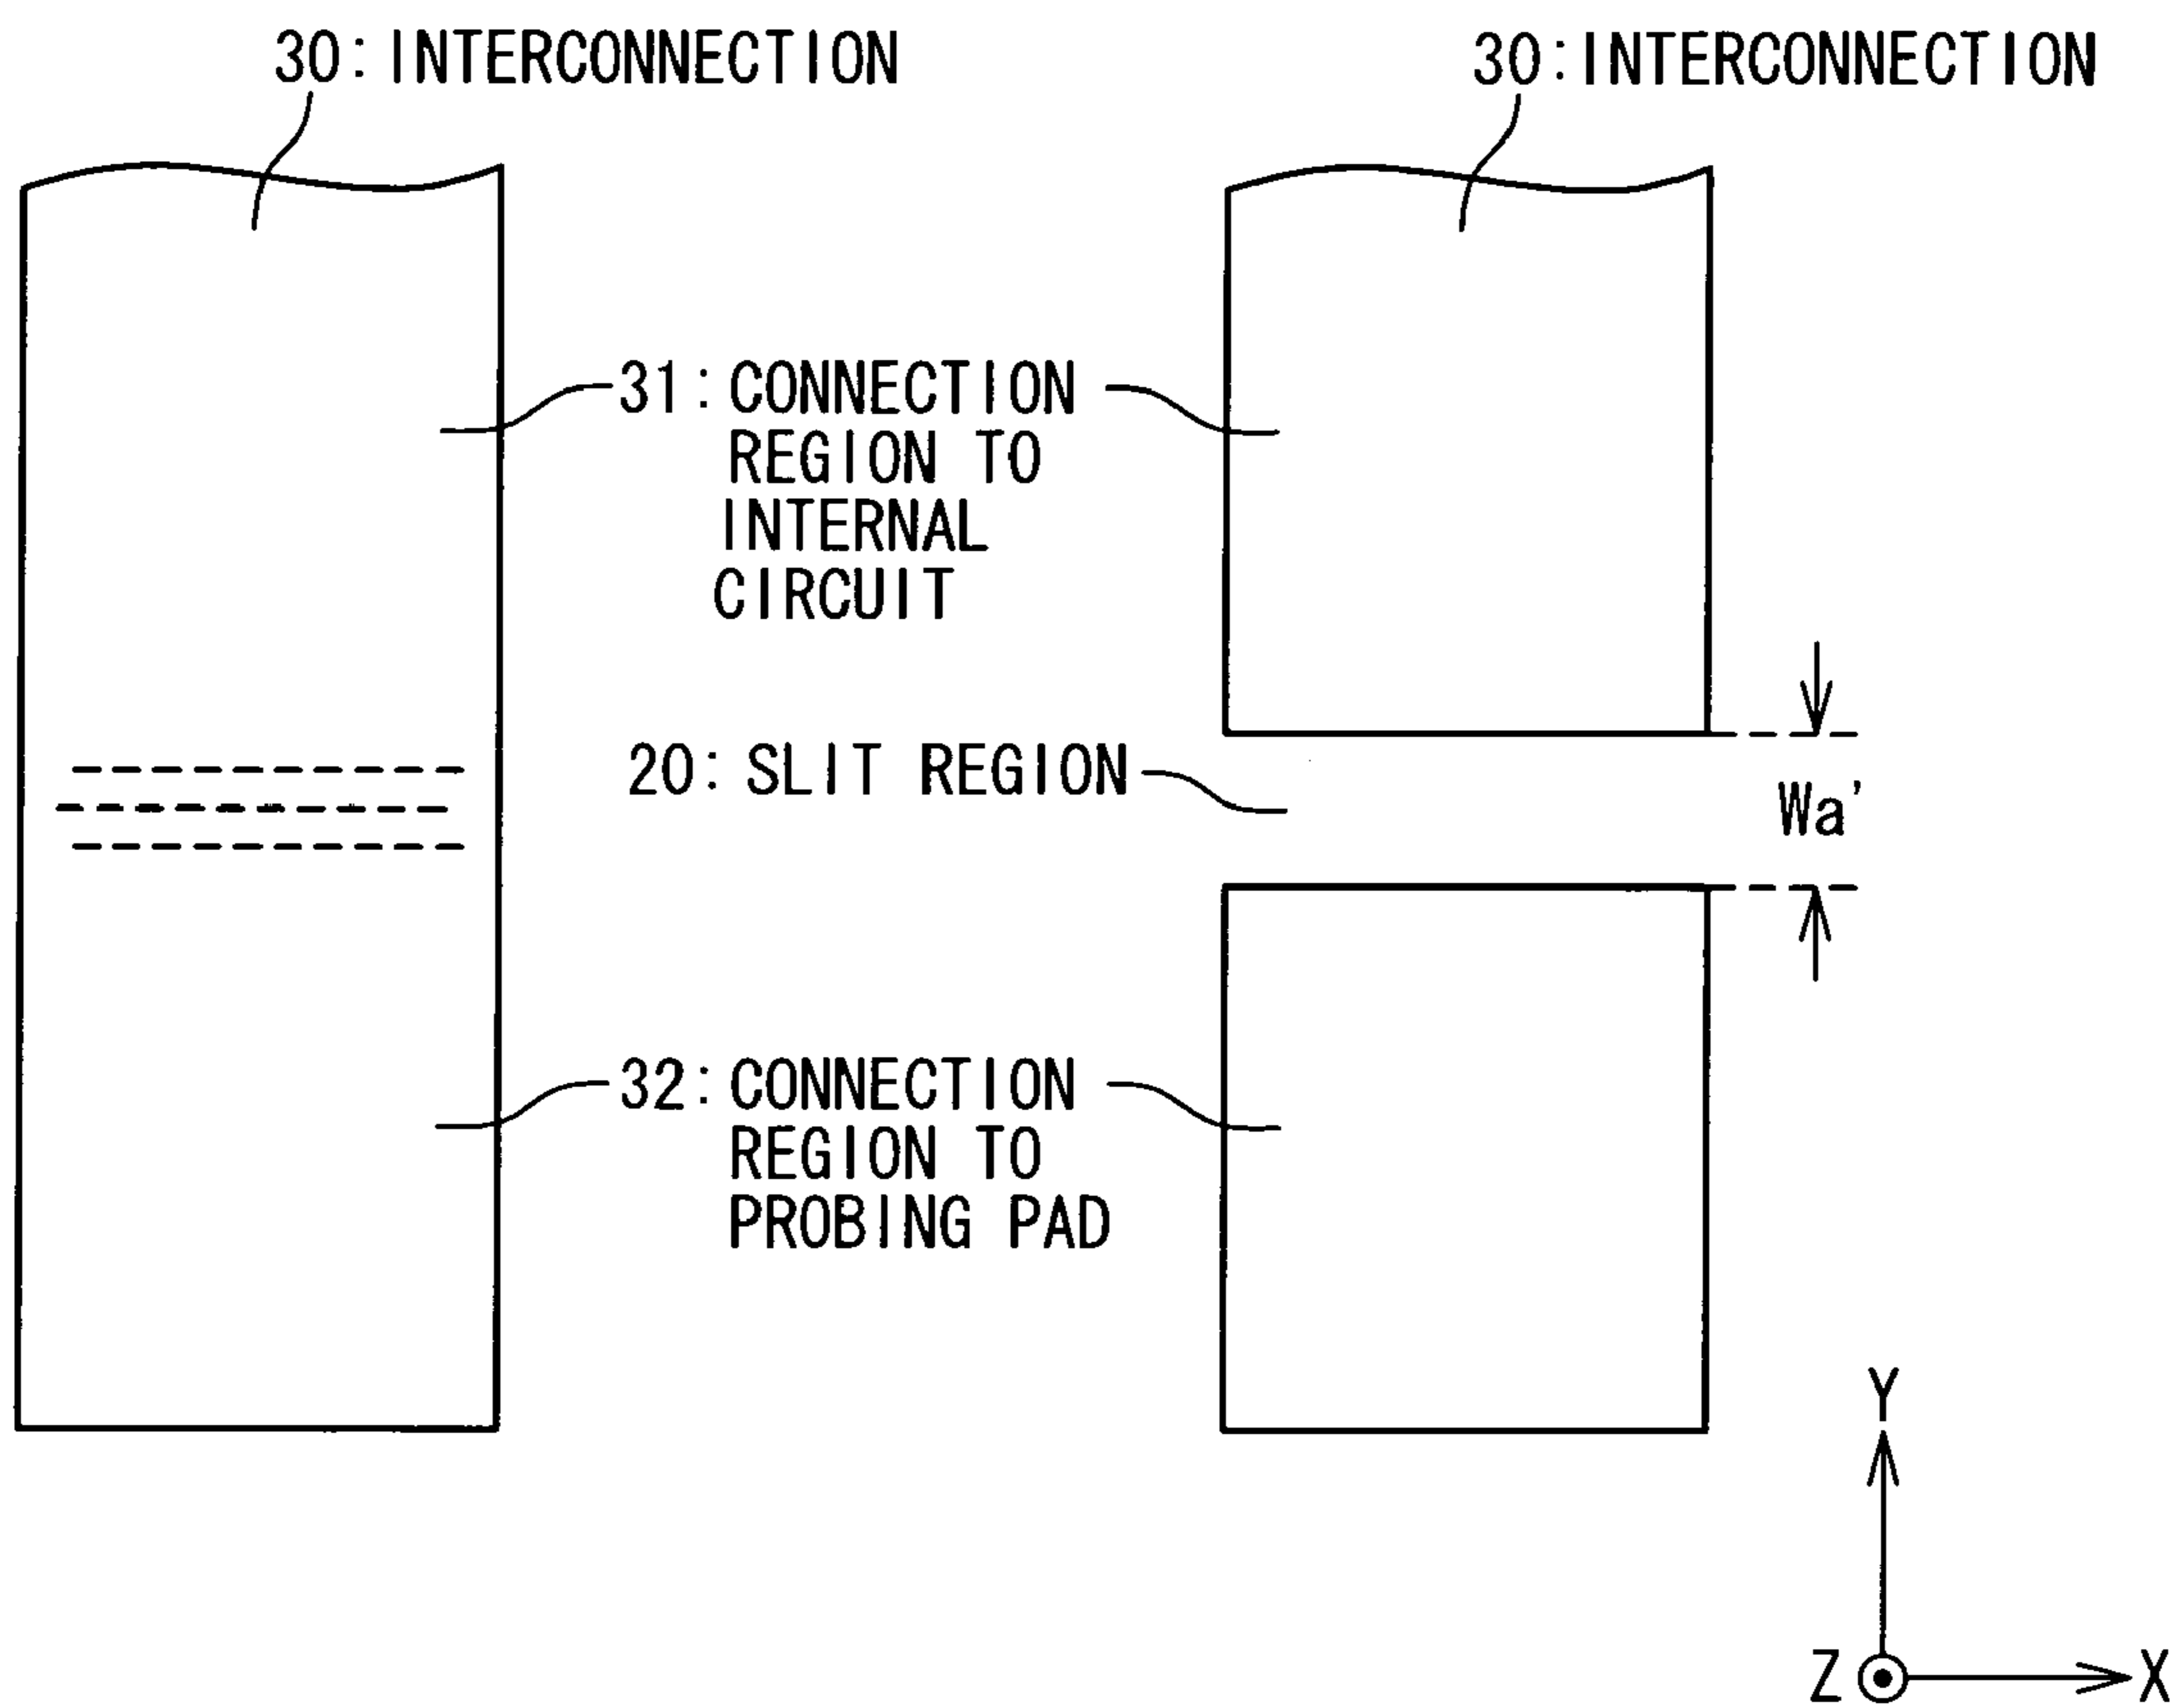 30: INTERCONNECTION
30: INTERCONNECTION
31: CONNECTION
REGION TO
INTERNAL
CIRCUIT
20: SLIT REGION
Wa'
32: CONNECTION
REGION TO
PROBING PAD
Y
Z
X